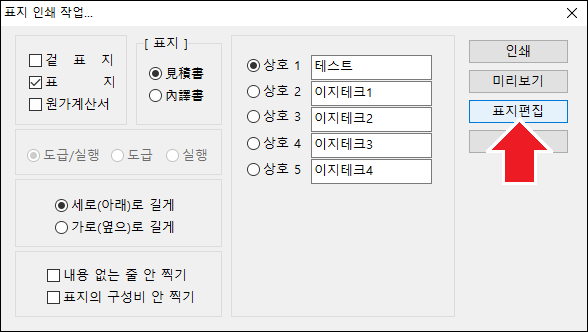 표지 인쇄 작업...
겉 표 지
표 지
원가계산서
[ 표지 ]
見積書
內譯書
도급/실행 도급 실행
세로(아래)로 길게
가로(옆으)로 길게
내용 없는 줄 안 찍기
표지의 구성비 안 찍기
상호 1 테스트
상호 2 이지테크1
상호 3 이지테크2
상호 4 이지테크3
상호 5 이지테크4
인쇄
미리보기
표지편집